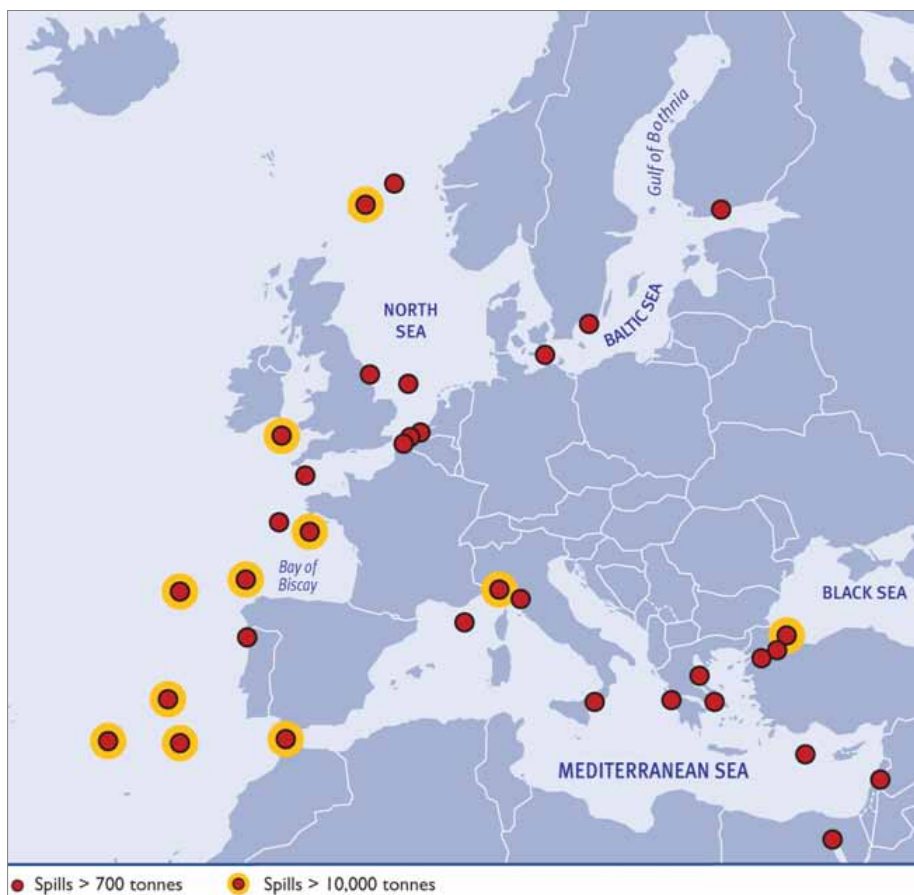 Gulf of Bothnia
NORTH
SEA
BALTIC SEA
Bay of
Biscay
BLACK SEA
MEDITERRANEAN SEA
Spills > 700 tonnes
Spills > 10,000 tonnes